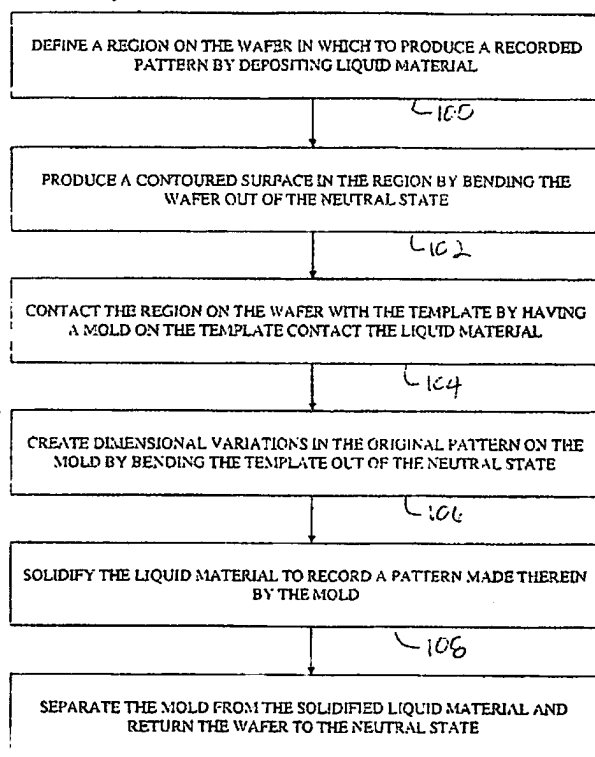 DEFINE A REGION ON THE WAFER IN WHICH TO PRODUCE A RECORDED
PATTERN BY DEPOSITING LIQUID MATERIAL
100
PRODUCE A CONTOURED SURFACE IN THE REGION BY BENDING THE
WAFER OUT OF THE NEUTRAL STATE
102
CONTACT THE REGION ON THE WAFER WITH THE TEMPLATE BY HAVING
A MOLD ON THE TEMPLATE CONTACT THE LIQUID MATERIAL
104
CREATE DIMENSIONAL VARIATIONS IN THE ORIGINAL PATTERN ON THE
MOLD BY BENDING THE TEMPLATE OUT OF THE NEUTRAL STATE
106
SOLIDIFY THE LIQUID MATERIAL TO RECORD A PATTERN MADE THEREIN
BY THE MOLD
108
SEPARATE THE MOLD FROM THE SOLIDIFIED LIQUID MATERIAL AND
RETURN THE WAFER TO THE NEUTRAL STATE